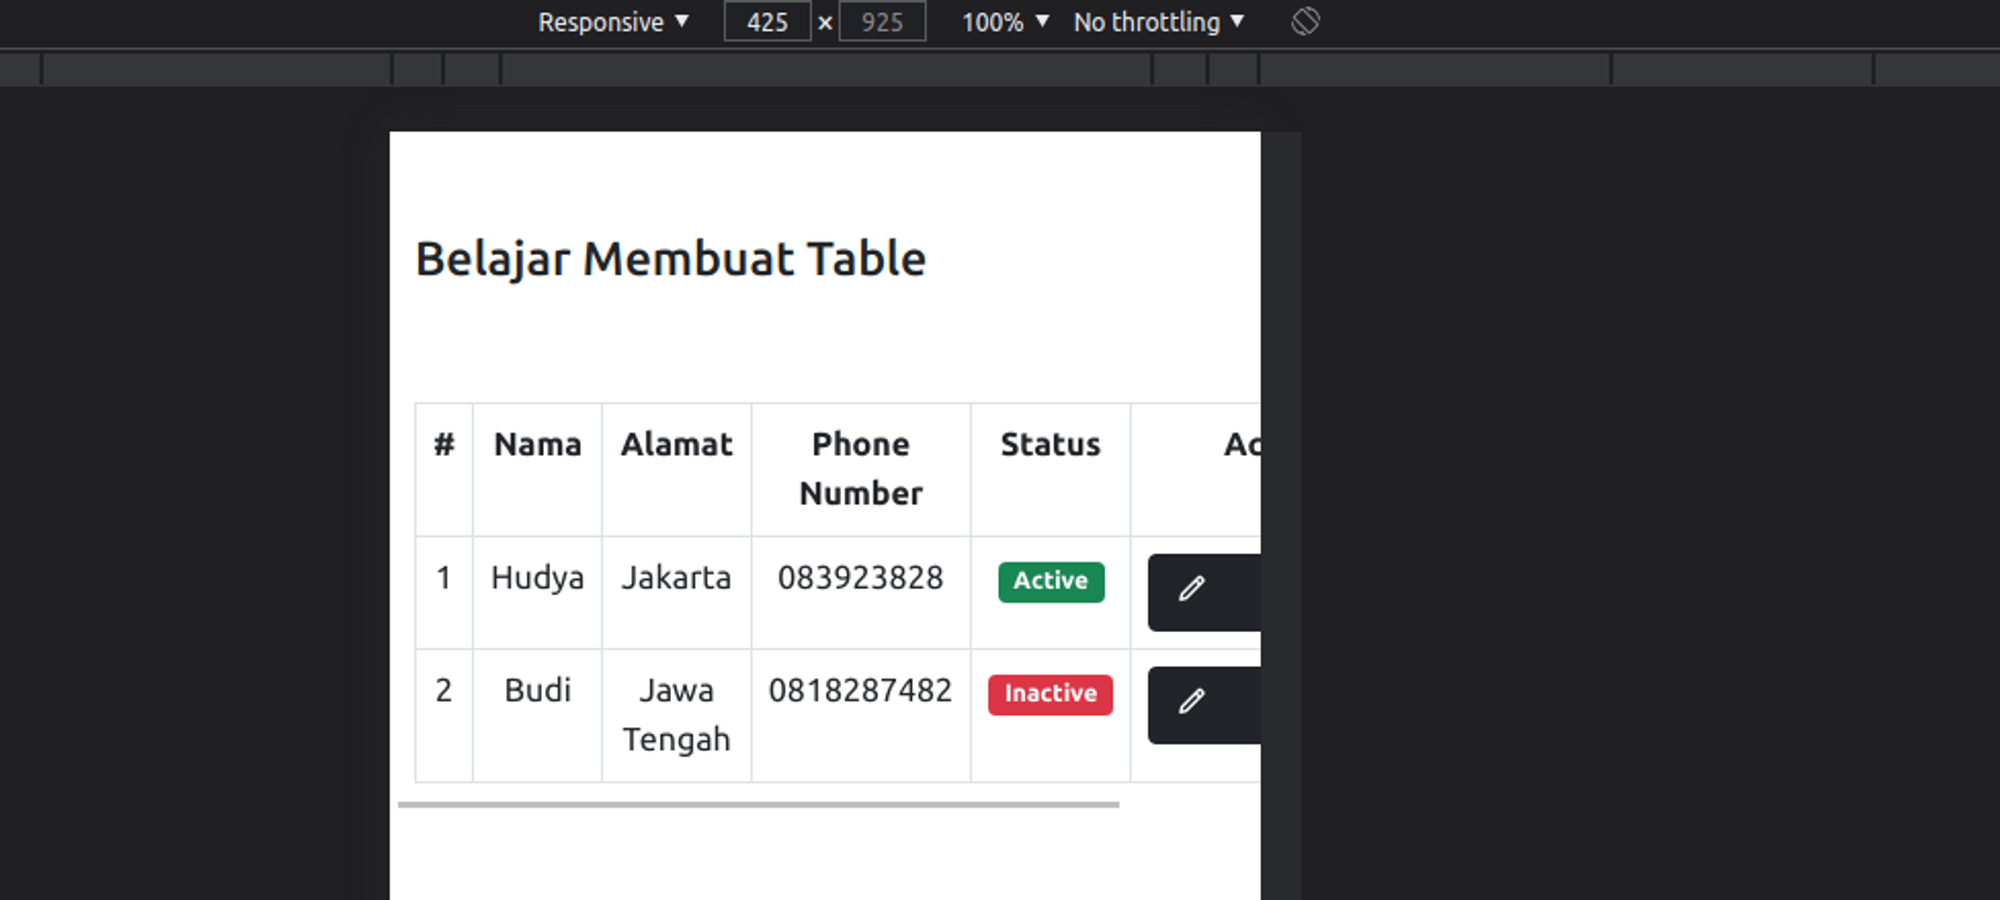 Responsive ▼ 425 × 925 100% ▼ No throttling ▼
Belajar Membuat Table
# Nama Alamat Phone Number Status Ac
1 Hudya Jakarta 083923828 Active
2 Budi Jawa Tengah 0818287482 Inactive